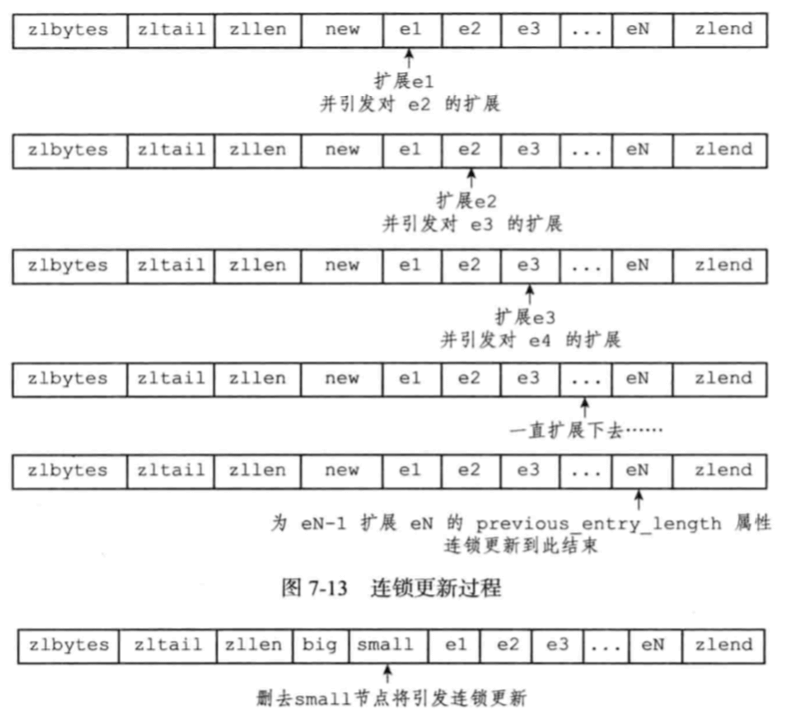 zlbytes zltail zllen new e1 e2 e3 ... eN zlend
扩展e1
并引发对 e2 的扩展
zlbytes zltail zllen new e1 e2 e3 ... eN zlend
扩展e2
并引发对 e3 的扩展
zlbytes zltail zllen new e1 e2 e3 ... eN zlend
扩展e3
并引发对 e4 的扩展
zlbytes zltail zllen new e1 e2 e3 ... eN zlend
一直扩展下去……
zlbytes zltail zllen new e1 e2 e3 ... eN zlend
为 eN-1 扩展 eN 的 previous_entry_length 属性
连锁更新到此结束
图 7-13 连锁更新过程
zlbytes zltail zllen big small e1 e2 e3 ... eN zlend
删去small节点将引发连锁更新